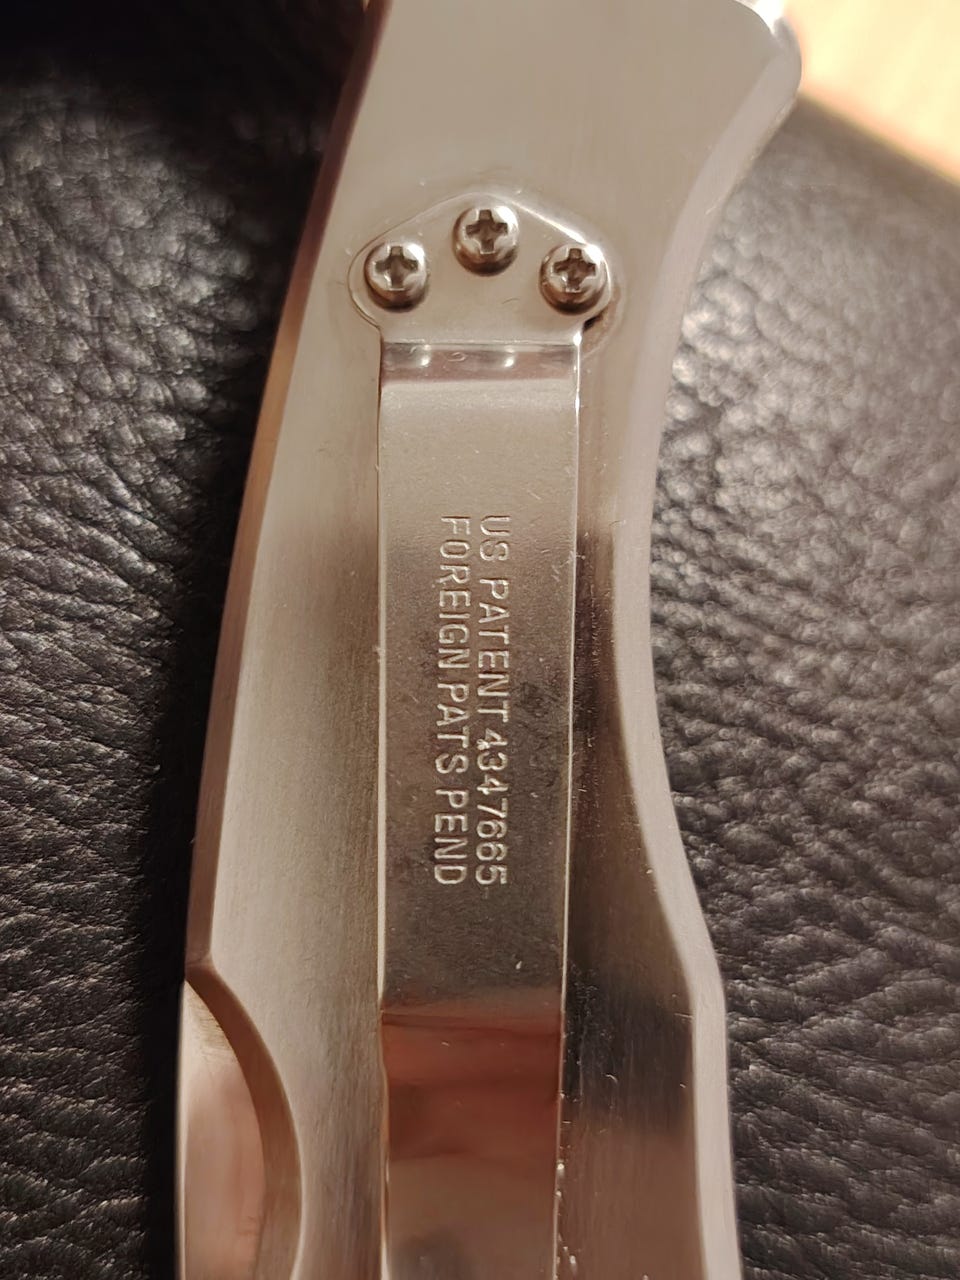 US PATENT 4347665
FOREIGN PATS PEND